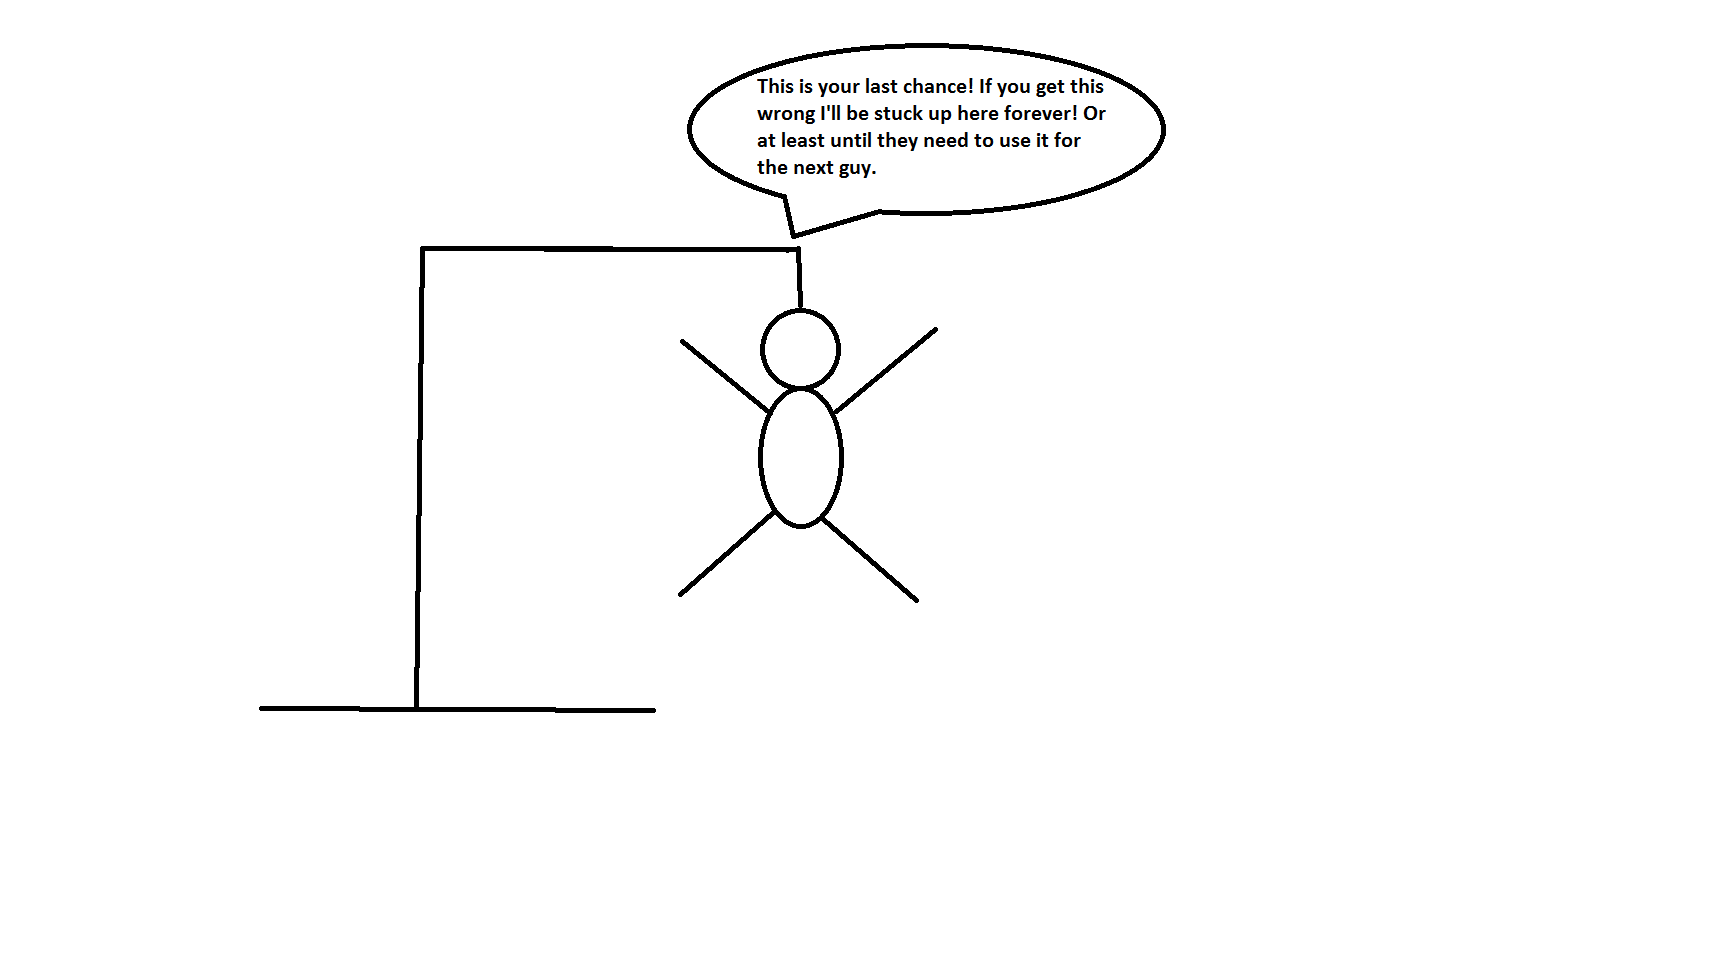 This is your last chance! If you get this
wrong I'll be stuck up here forever! Or
at least until they need to use it for
the next guy.